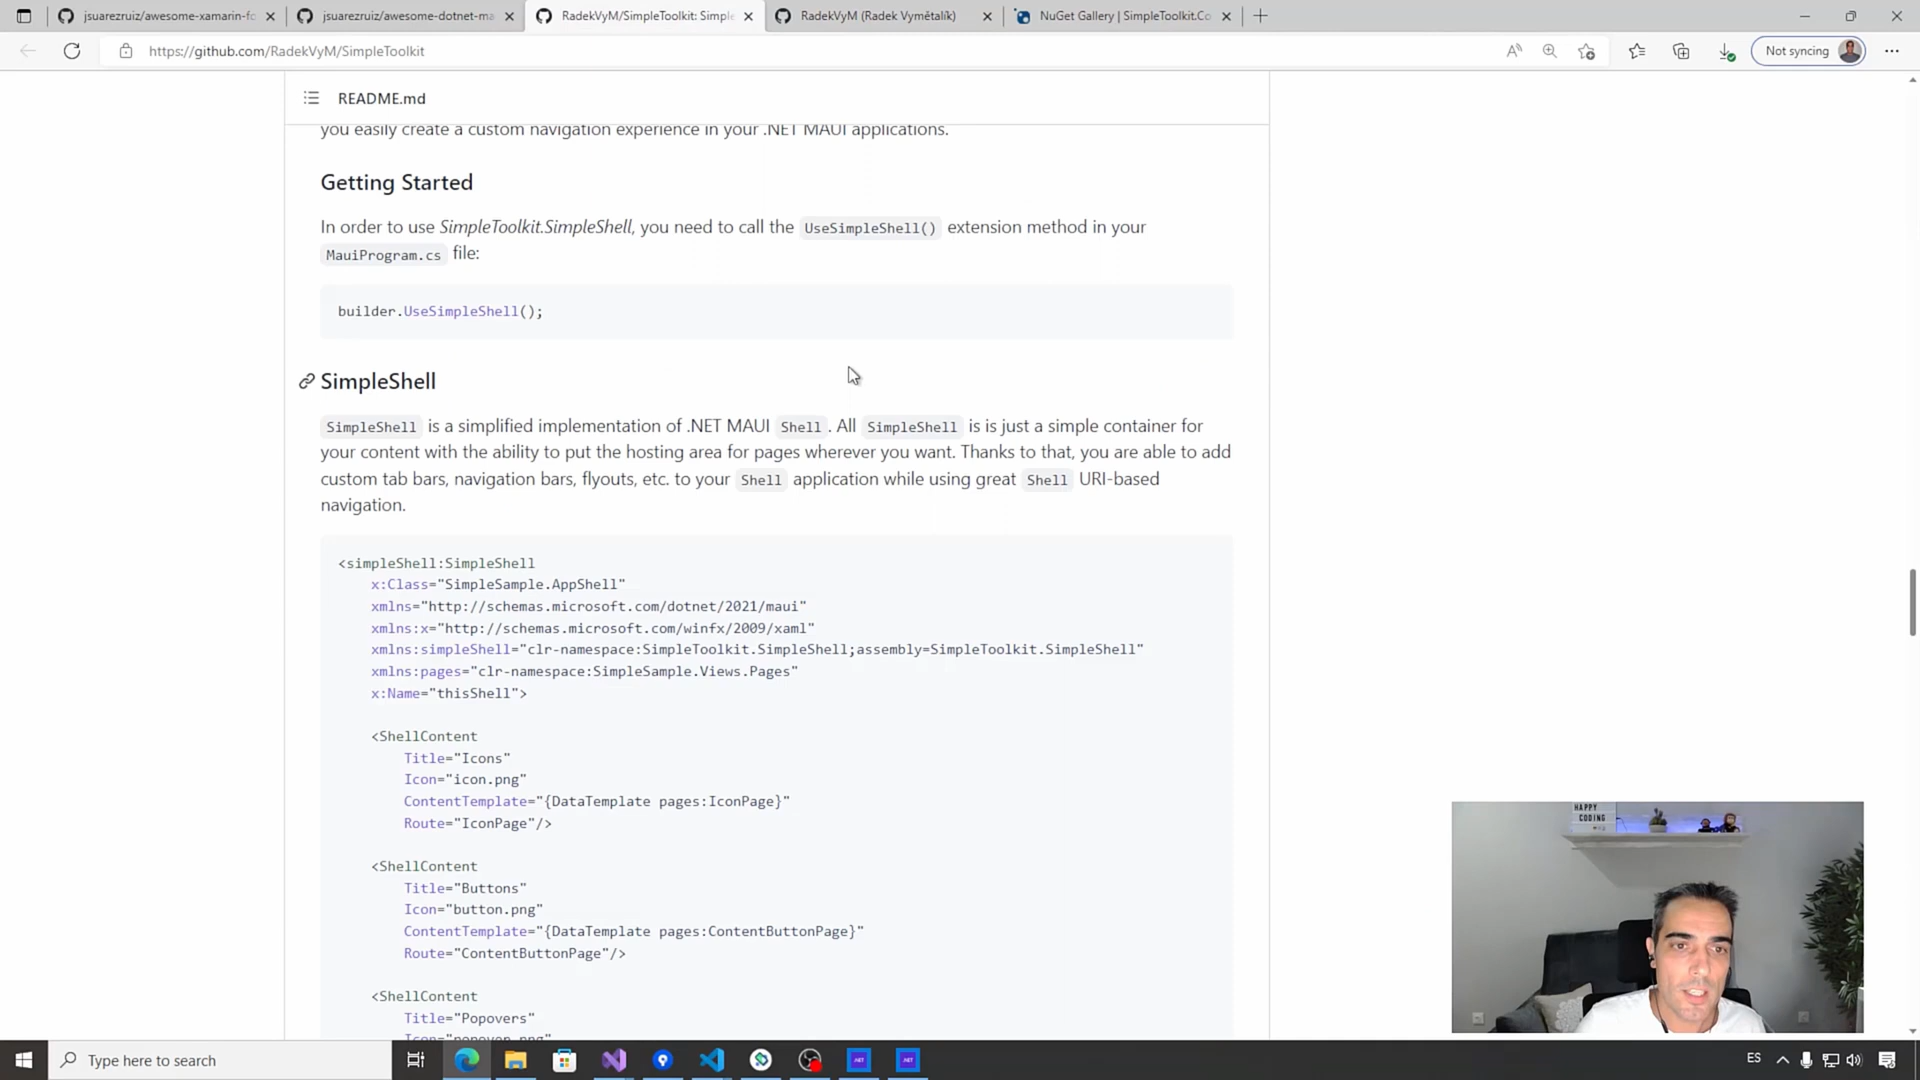 jsuarezruiz/awesome-xamarin-fo
jsuarezruiz/awesome-dotnet-ma
RadekVyM/SimpleToolkit: Simple
RadekVyM (Radek Vymětalík)
NuGet Gallery | SimpleToolkit.Co
https://github.com/RadekVyM/SimpleToolkit
Not syncing
README.md
you easily create a custom navigation experience in your .NET MAUI applications.
Getting Started
In order to use SimpleToolkit.SimpleShell, you need to call the UseSimpleShell() extension method in your
MauiProgram.cs file:
builder.UseSimpleShell();
SimpleShell
SimpleShell is a simplified implementation of .NET MAUI Shell . All SimpleShell is is just a simple container for
your content with the ability to put the hosting area for pages wherever you want. Thanks to that, you are able to add
custom tab bars, navigation bars, flyouts, etc. to your Shell application while using great Shell URI-based
navigation.
<simpleShell:SimpleShell
x:Class="SimpleSample.AppShell"
xmlns="http://schemas.microsoft.com/dotnet/2021/maui"
xmlns:x="http://schemas.microsoft.com/winfx/2009/xaml"
xmlns:simpleShell="clr-namespace:SimpleToolkit.SimpleShell;assembly=SimpleToolkit.SimpleShell"
xmlns:pages="clr-namespace:SimpleSample.Views.Pages"
x:Name="thisShell">
<ShellContent
Title="Icons"
Icon="icon.png"
ContentTemplate="{DataTemplate pages:IconPage}"
Route="IconPage"/>
<ShellContent
Title="Buttons"
Icon="button.png"
ContentTemplate="{DataTemplate pages:ContentButtonPage}"
Route="ContentButtonPage"/>
<ShellContent
Title="Popovers"
Icon="popover.png"
HAPPY
CODING
Type here to search
ES